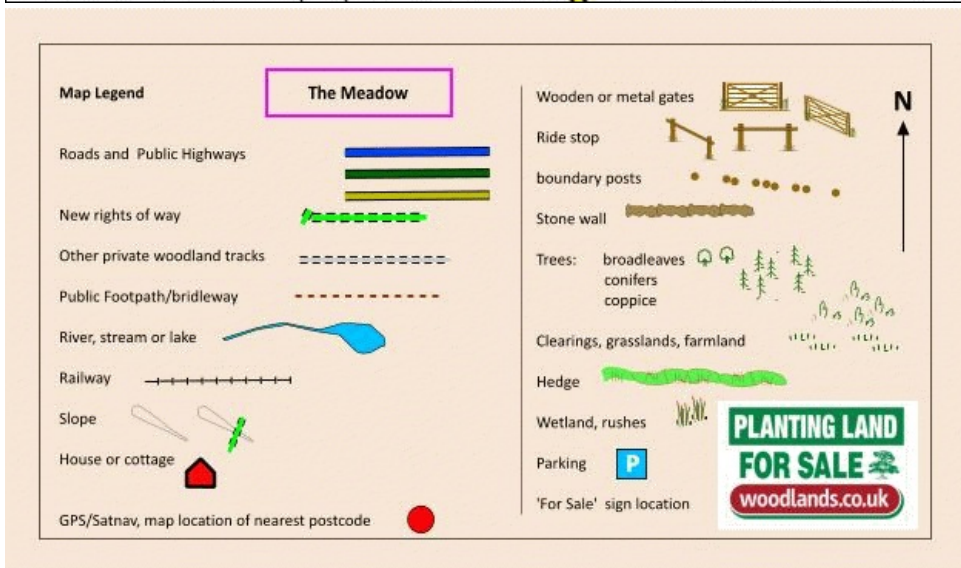 Map Legend
The Meadow
Roads and Public Highways
New rights of way
Other private woodland tracks
Public Footpath/bridleway
River, stream or lake
Railway
Slope
House or cottage
GPS/Satnav, map location of nearest postcode
Wooden or metal gates
Ride stop
boundary posts
Stone wall
Trees: broadleaves
conifers
coppice
Clearings, grasslands, farmland
Hedge
Wetland, rushes
Parking
P
'For Sale' sign location
N
PLANTING LAND
FOR SALE
woodlands.co.uk